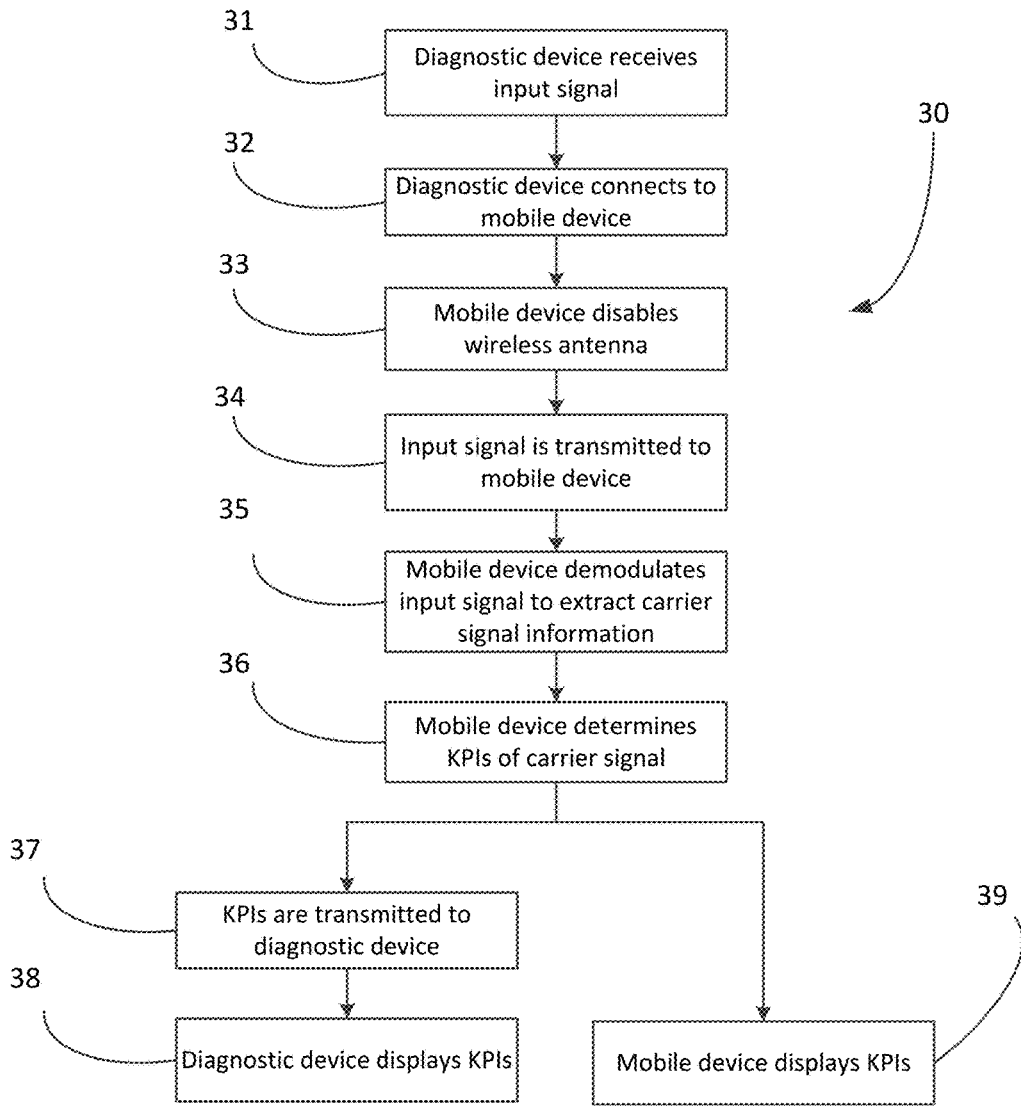 31
Diagnostic device receives
input signal
30
32
Diagnostic device connects to
mobile device
33
Mobile device disables
wireless antenna
34
Input signal is transmitted to
mobile device
35
Mobile device demodulates
input signal to extract carrier
signal information
36
Mobile device determines
KPIs of carrier signal
37
KPIs are transmitted to
diagnostic device
39
38
Diagnostic device displays KPIs
Mobile device displays KPIs